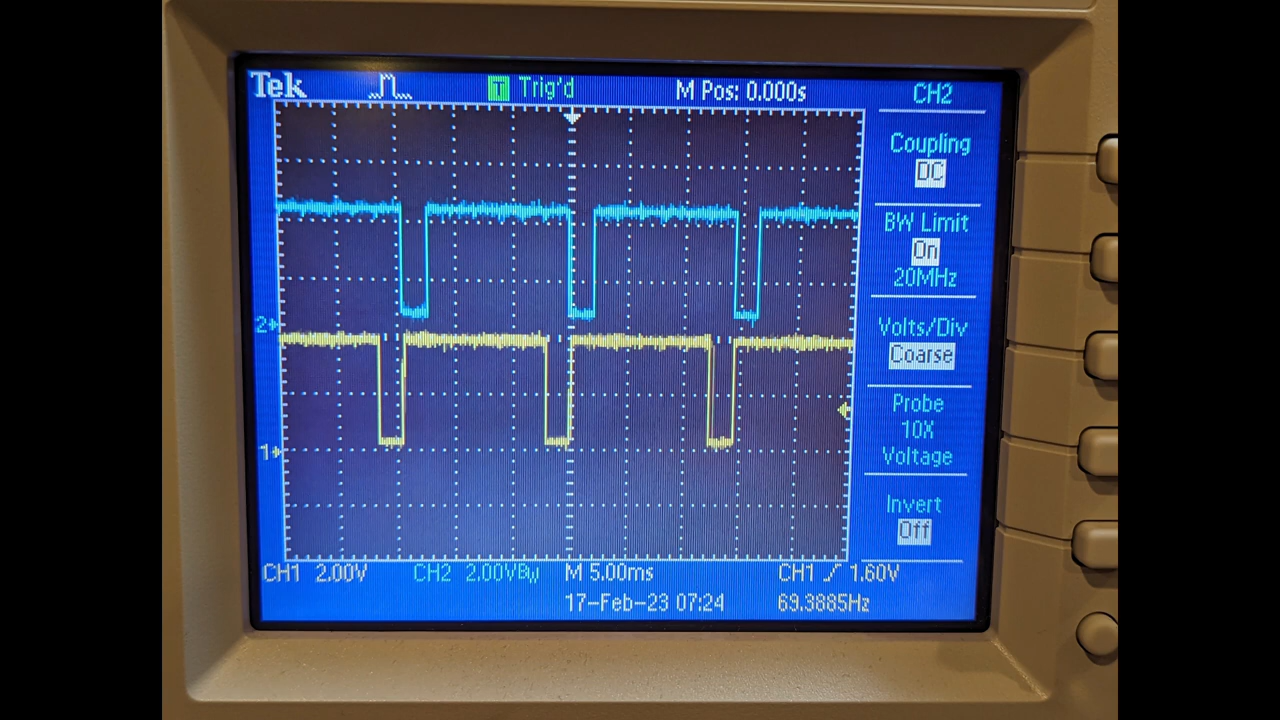 Tek T Trig'd M Pos: 0.000s CH2
Coupling
DC
BW Limit
On
20MHz
2
Volts/Div
Coarse
Probe
10X
1
Voltage
Invert
Off
CH1 2.00V CH2 2.00VBW M 5.00ms CH1 1.60V
17-Feb-23 07:24 69.3885Hz